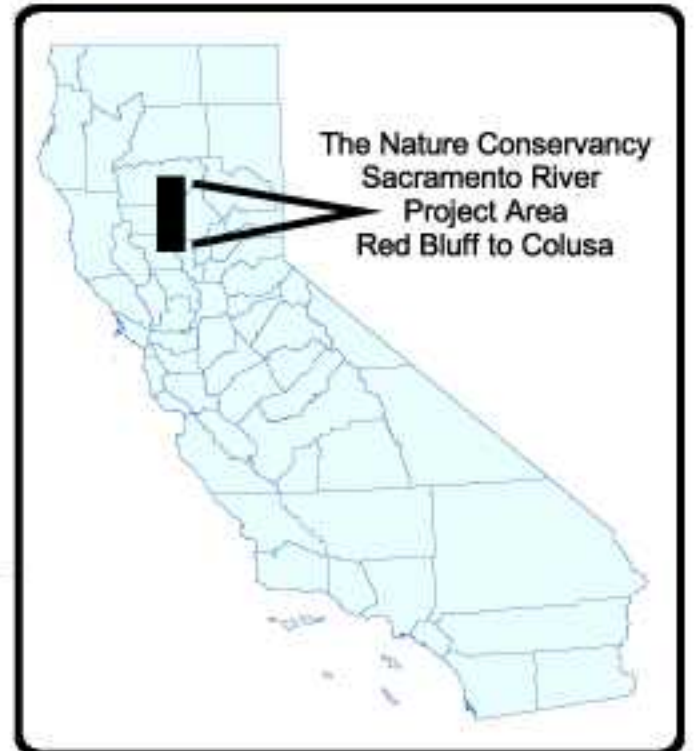 The Nature Conservancy
Sacramento River
Project Area
Red Bluff to Colusa